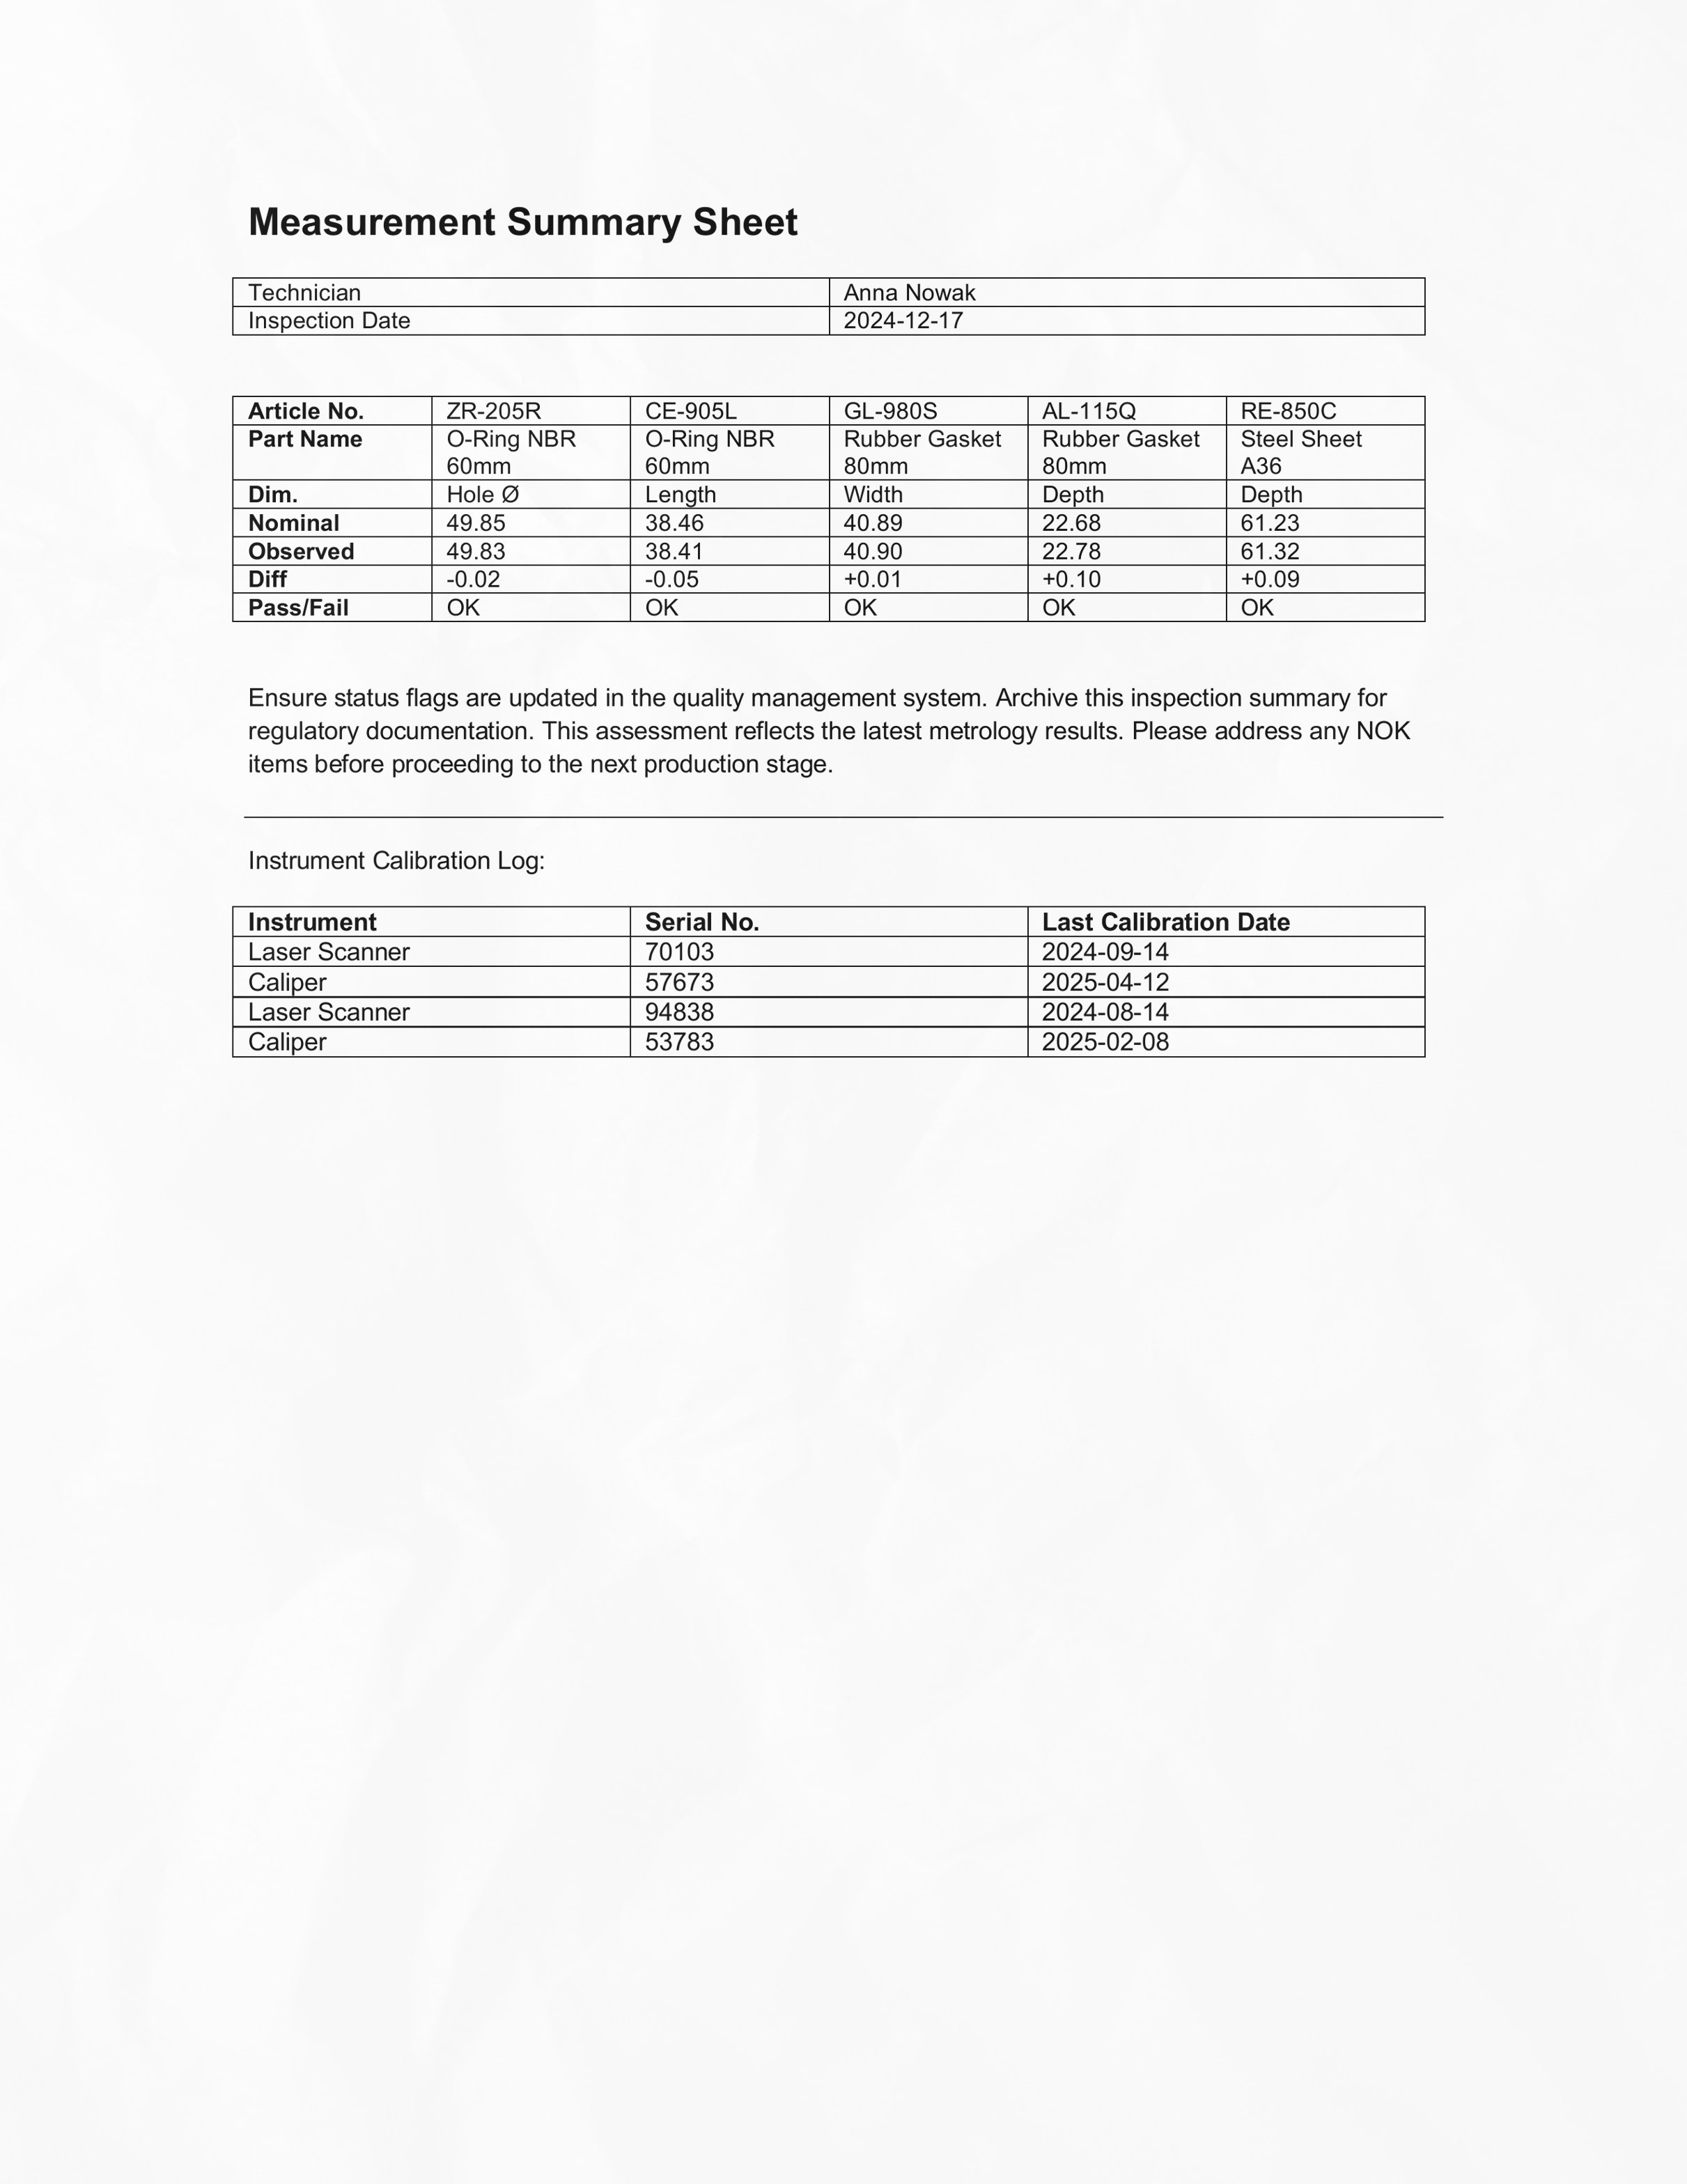 Measurement Summary Sheet
Technician Anna Nowak
Inspection Date 2024-12-17
Article No. ZR-205R CE-905L GL-980S AL-115Q RE-850C
Part Name O-Ring NBR O-Ring NBR Rubber Gasket Rubber Gasket Steel Sheet
60mm 60mm 80mm 80mm A36
Dim. Hole Ø Length Width Depth Depth
Nominal 49.85 38.46 40.89 22.68 61.23
Observed 49.83 38.41 40.90 22.78 61.32
Diff -0.02 -0.05 +0.01 +0.10 +0.09
Pass/Fail OK OK OK OK OK
Ensure status flags are updated in the quality management system. Archive this inspection summary for
regulatory documentation. This assessment reflects the latest metrology results. Please address any NOK
items before proceeding to the next production stage.
Instrument Calibration Log:
Instrument Serial No. Last Calibration Date
Laser Scanner 70103 2024-09-14
Caliper 57673 2025-04-12
Laser Scanner 94838 2024-08-14
Caliper 53783 2025-02-08